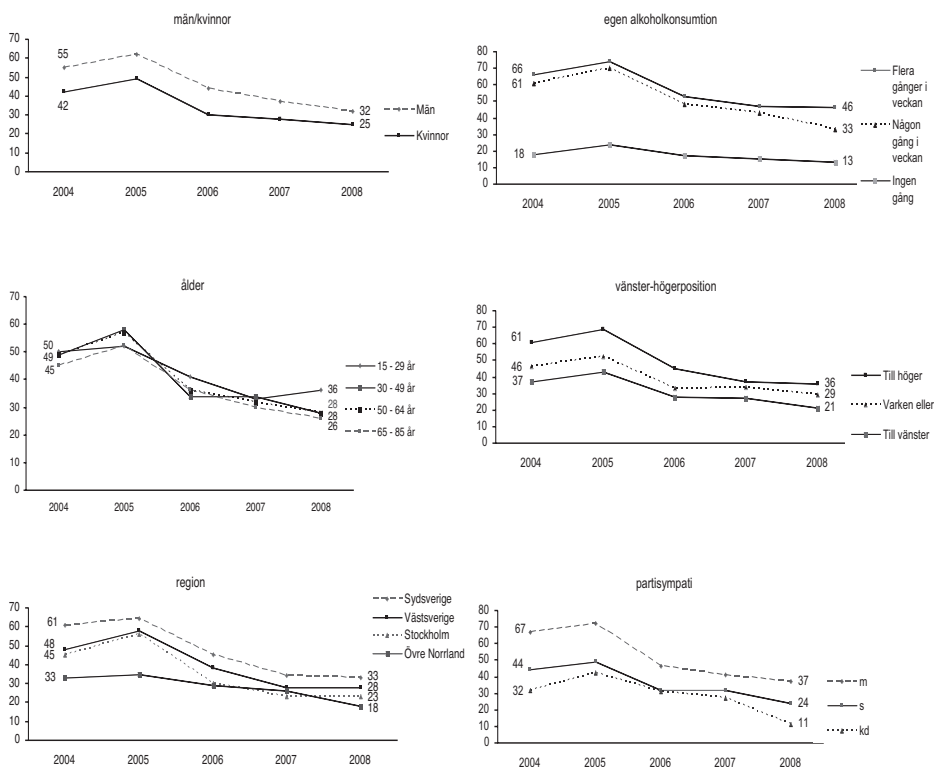 män/kvinnor
70
60
50
40
30
20
10
0
55
42
32
25
Män
Kvinnor
2004 2005 2006 2007 2008
egen alkoholkonsumtion
80
70
60
50
40
30
20
10
0
66
61
18
46
33
13
Flera
gånger i
veckan
Någon
gång i
veckan
Ingen
gång
2004 2005 2006 2007 2008
ålder
70
60
50
40
30
20
10
0
50
49
45
36
28
28
26
15 - 29 år
30 - 49 år
50 - 64 år
65 - 85 år
2004 2005 2006 2007 2008
vänster-högerposition
80
70
60
50
40
30
20
10
0
61
46
37
36
29
21
Till höger
Varken eller
Till vänster
2004 2005 2006 2007 2008
region
70
60
50
40
30
20
10
0
61
48
45
33
33
28
23
18
Sydsverige
Västsverige
Stockholm
Övre Norrland
2004 2005 2006 2007 2008
partisympati
80
70
60
50
40
30
20
10
0
67
44
32
37
24
11
m
s
kd
2004 2005 2006 2007 2008